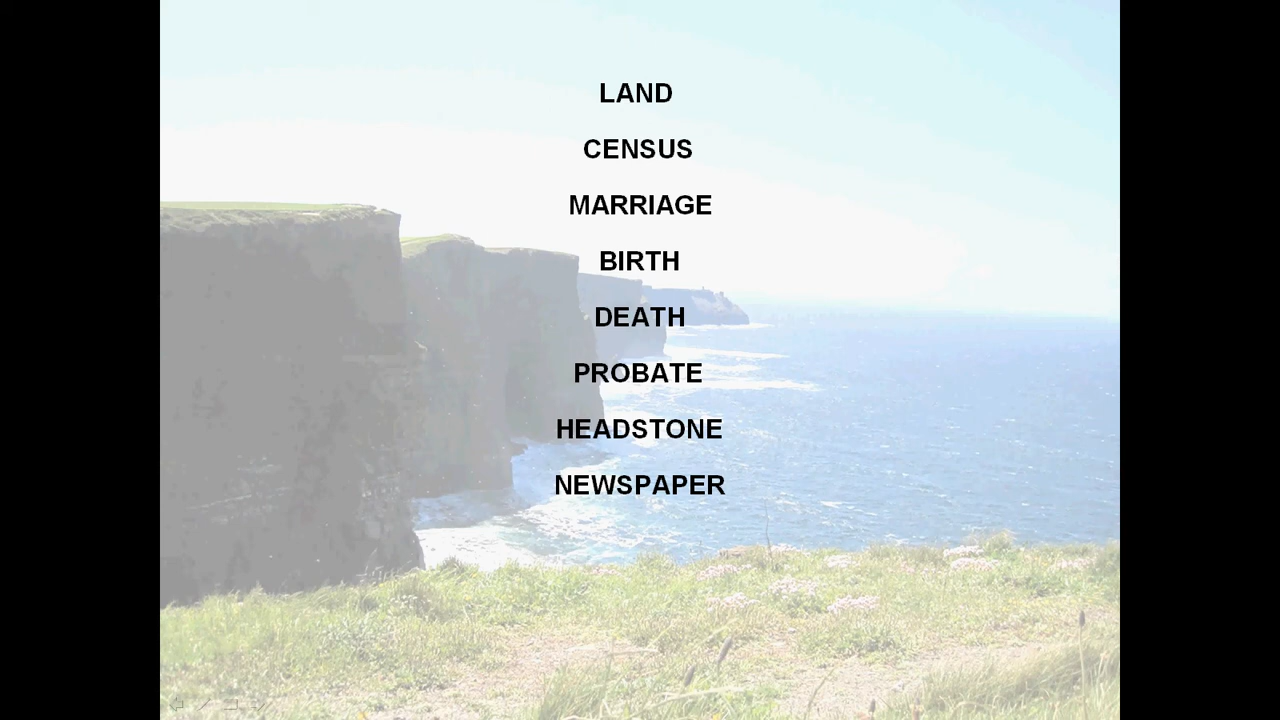 LAND
CENSUS
MARRIAGE
BIRTH
DEATH
PROBATE
HEADSTONE
NEWSPAPER